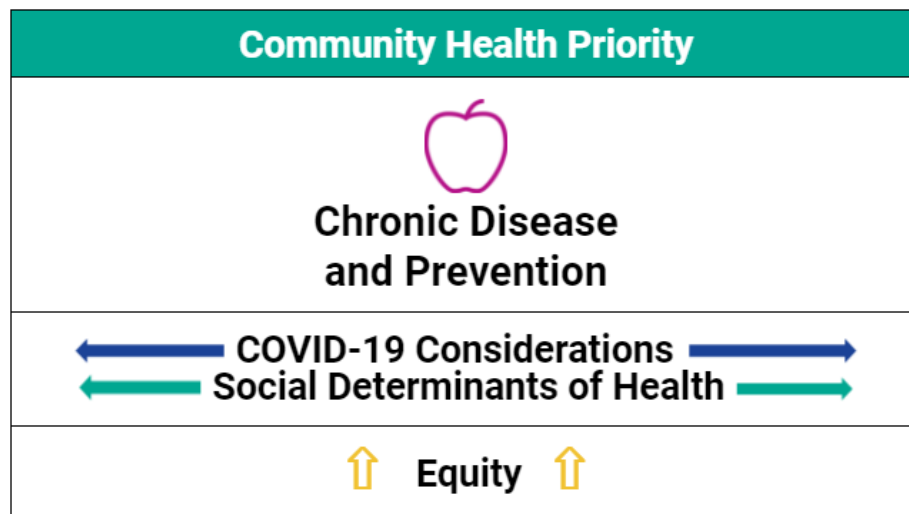 Community Health Priority
Chronic Disease
and Prevention
COVID-19 Considerations
Social Determinants of Health
Equity